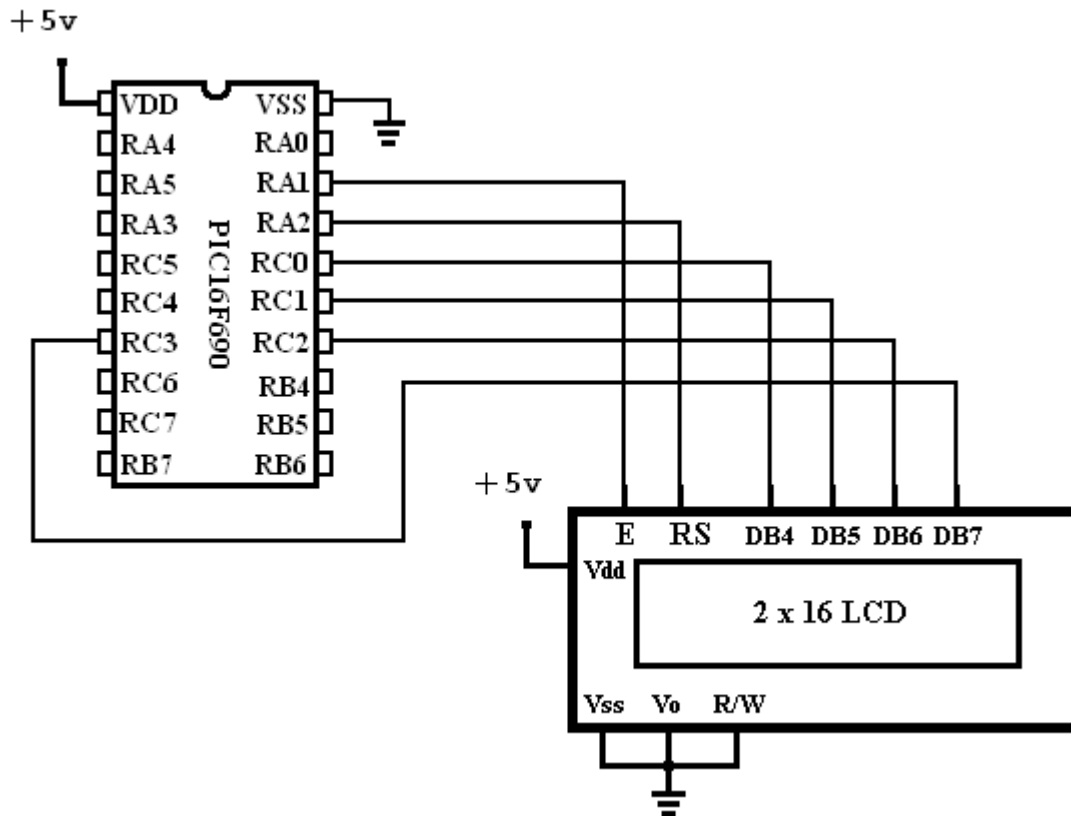 +5v
VDD VSS
RA4 RA0
RA5 RA1
RA3 RA2
RC5 RC0
RC4 RC1
RC3 RC2
RC6 RB4
RC7 RB5
RB7 RB6
PIC16F690
+5v
E RS DB4 DB5 DB6 DB7
Vdd
2 x 16 LCD
Vss Vo R/W